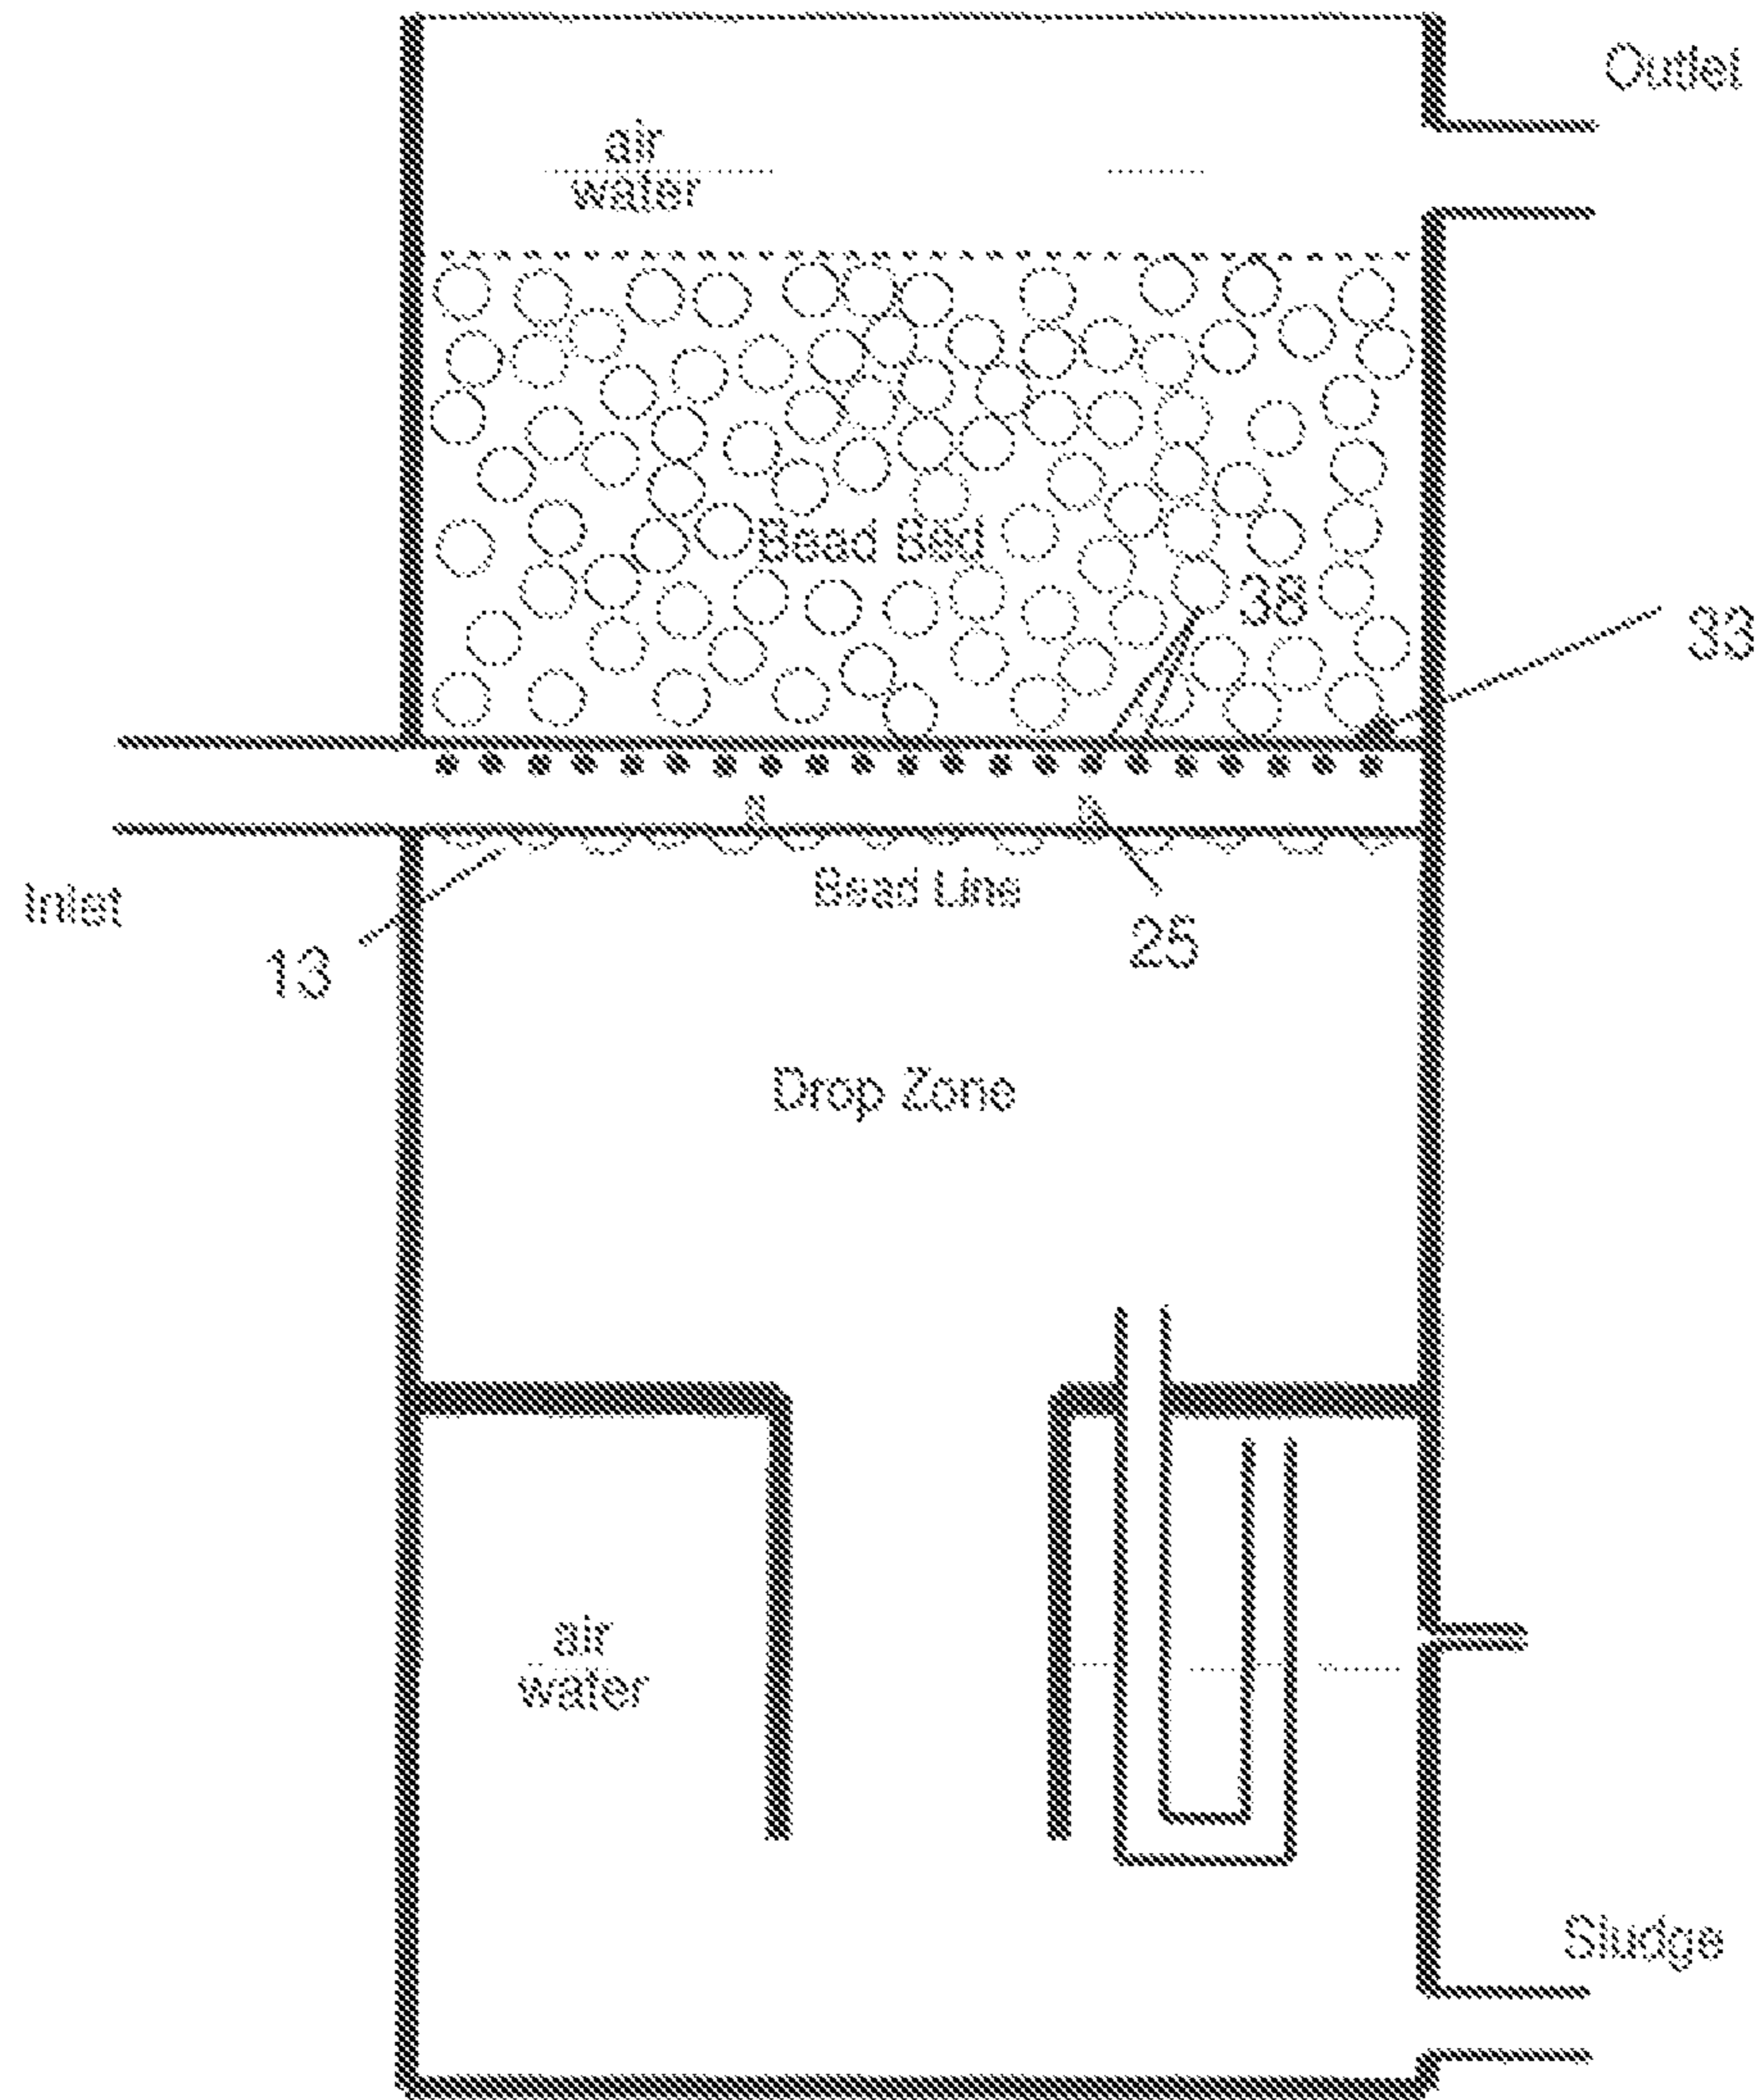 Outlet
air
water
Bead Bed
38
33
Bead Line
Inlet
25
13
Drop Zone
air
water
Sludge